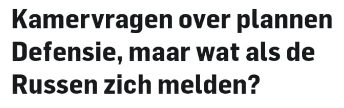 Kamervragen over plannen
Defensie, maar wat als de
Russen zich melden?